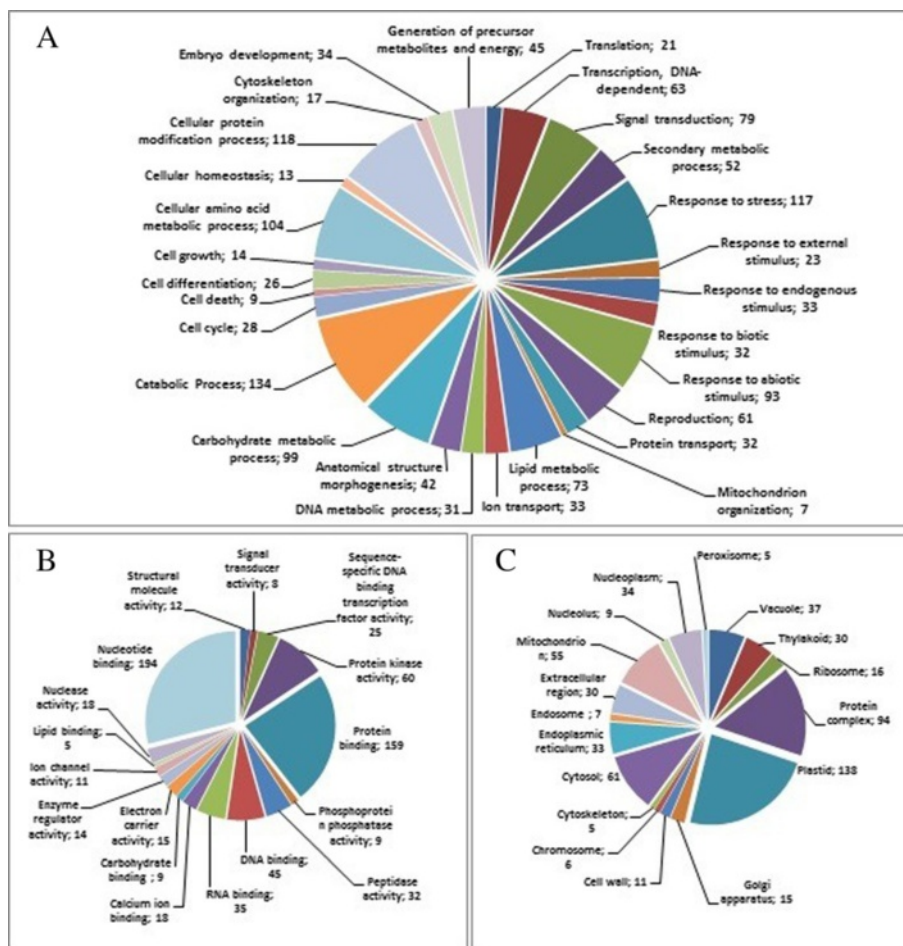 A
Generation of precursor
metabolites and energy; 45
Embryo development; 34
Cytoskeleton
organization; 17
Cellular protein
modification process;
118
Cellular homeostasis; 13
Cellular amino acid
metabolic process; 104
Cell growth; 14
Cell differentiation; 26
Cell death; 9
Cell cycle; 28
Catabolic Process; 134
Carbohydrate metabolic
process; 99
Anatomical structure
morphogenesis; 42
DNA metabolic process; 31
Translation; 21
Transcription, DNA-
dependent; 63
Signal transduction; 79
Secondary metabolic
process; 52
Response to stress; 117
Response to external
stimulus; 23
Response to endogenous
stimulus; 33
Response to biotic
stimulus; 32
Response to abiotic
stimulus; 93
Reproduction; 61
Protein transport; 32
Mitochondrion
organization; 7
Lipid metabolic
process; 73
Ion transport; 33
B
Structural
molecule
activity; 12
Signal
transducer
activity; 8
Sequence-
specific DNA
binding
transcription
factor activity;
25
Protein kinase
activity; 60
Protein
binding; 159
Phosphoprotei
n phosphatase
activity; 9
Peptidase
activity; 32
DNA binding;
45
RNA binding;
35
Calcium ion
binding; 18
Carbohydrate
binding ; 9
Electron
carrier
activity; 15
Enzyme
regulator
activity; 14
Ion channel
activity; 11
Lipid binding;
5
Nuclease
activity; 18
Nucleotide
binding; 194
C
Peroxisome; 5
Nucleoplasm;
34
Nucleolus; 9
Mitochondrio
n; 55
Extracellular
region; 30
Endosome ; 7
Endoplasmic
reticulum; 33
Cytosol; 61
Cytoskeleton;
5
Chromosome;
6
Cell wall; 11
Golgi
apparatus; 15
Plastid; 138
Protein
complex; 94
Ribosome; 16
Thylakoid; 30
Vacuole; 37